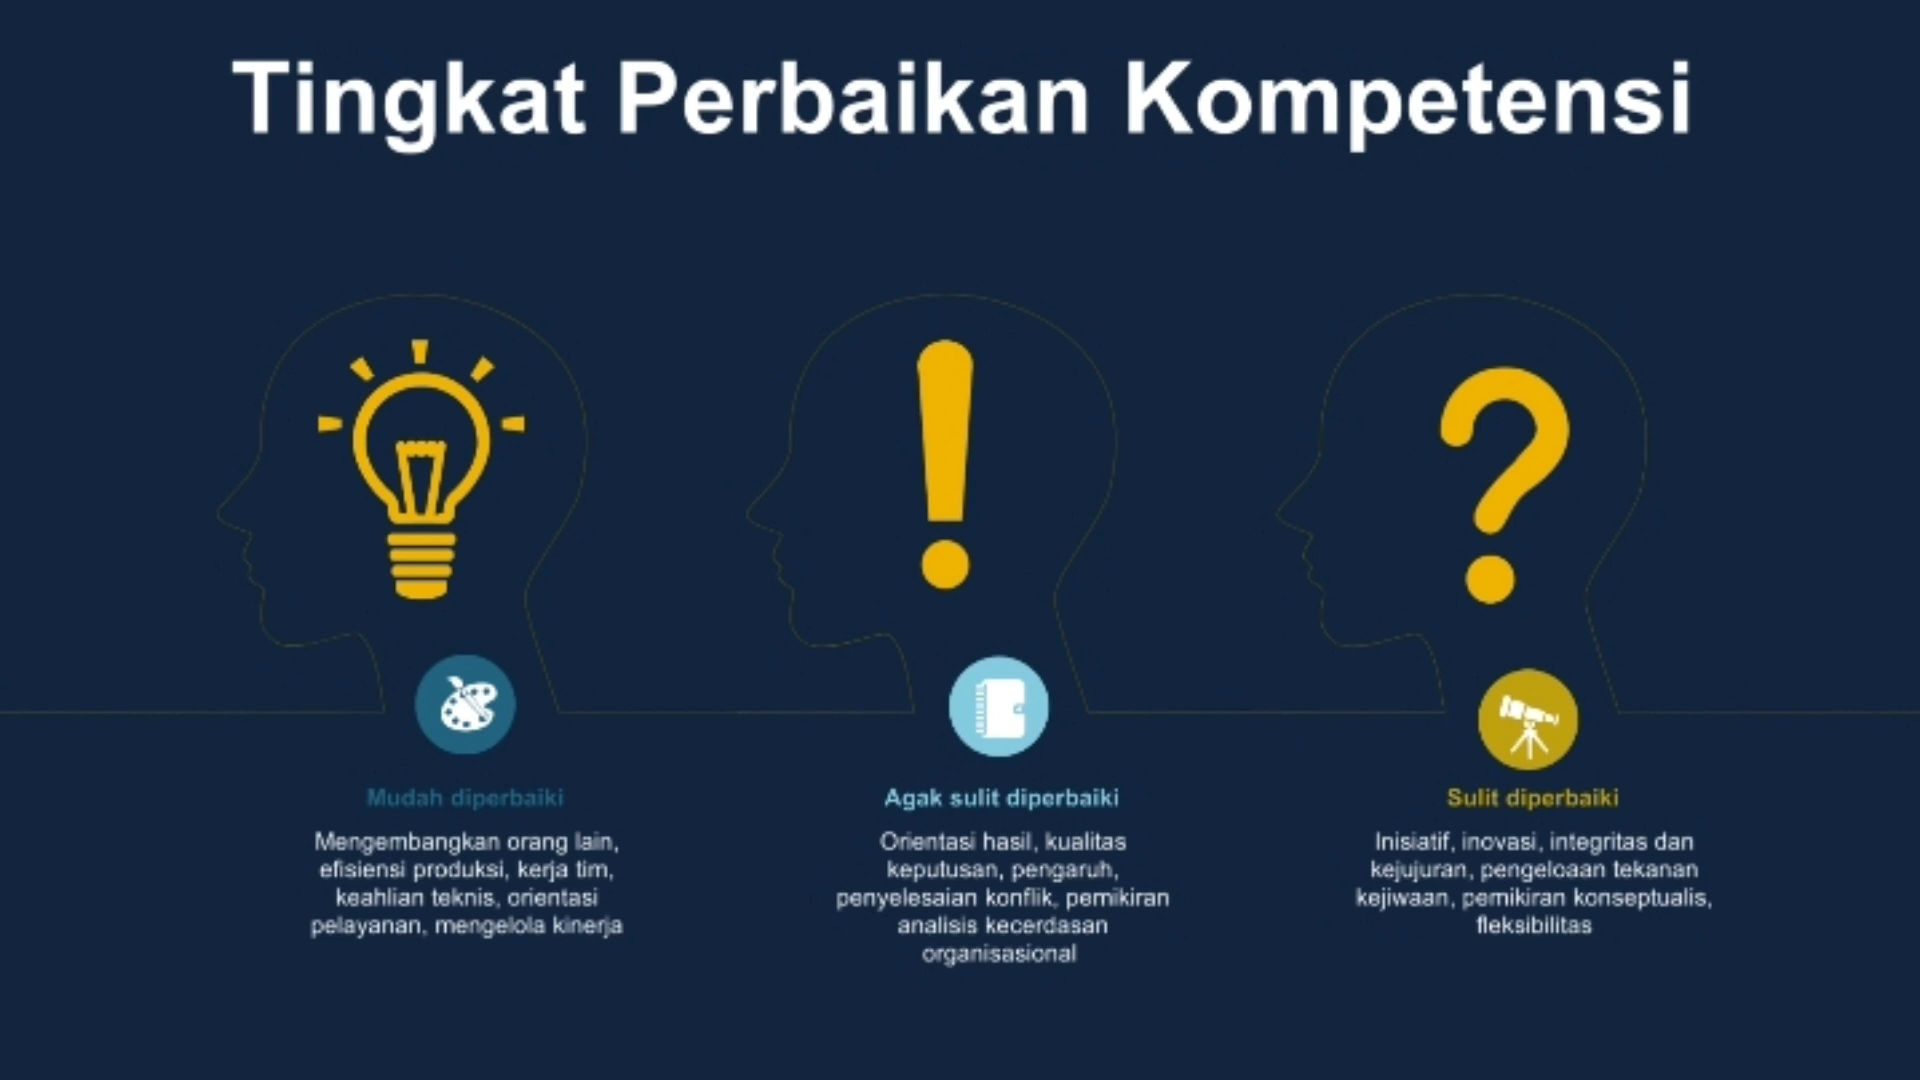 Tingkat Perbaikan Kompetensi
Mudah diperbaiki
Mengembangkan orang lain,
efisiensi produksi, kerja tim,
keahlian teknis, orientasi
pelayanan, mengelola kinerja
Agak sulit diperbaiki
Orientasi hasil, kualitas
keputusan, pengaruh,
penyelesaian konflik, pemikiran
analisis kecerdasan
organisasional
Sulit diperbaiki
Inisiatif, inovasi, integritas dan
kejujuran, pengeloaan tekanan
kejiwaan, pemikiran konseptualis,
fleksibilitas